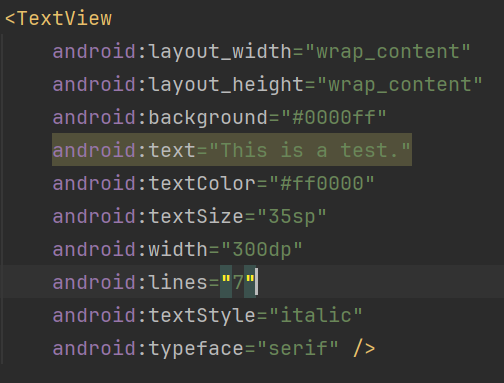 <TextView
android:layout_width="wrap_content"
android:layout_height="wrap_content"
android:background="#0000ff"
android:text="This is a test."
android:textColor="#ff0000"
android:textSize="35sp"
android:width="300dp"
android:lines="7"
android:textStyle="italic"
android:typeface="serif" />